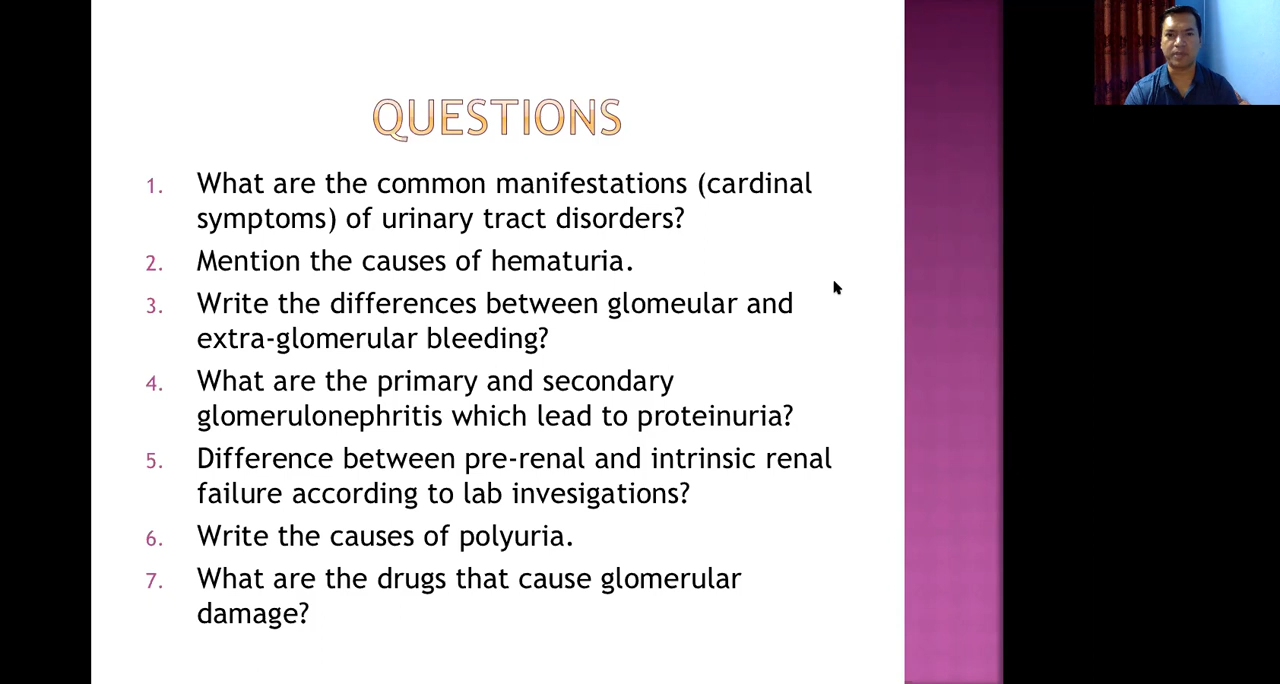 QUESTIONS
1. What are the common manifestations (cardinal
symptoms) of urinary tract disorders?
2. Mention the causes of hematuria.
3. Write the differences between glomeular and
extra-glomerular bleeding?
4. What are the primary and secondary
glomerulonephritis which lead to proteinuria?
5. Difference between pre-renal and intrinsic renal
failure according to lab invesigations?
6. Write the causes of polyuria.
7. What are the drugs that cause glomerular
damage?